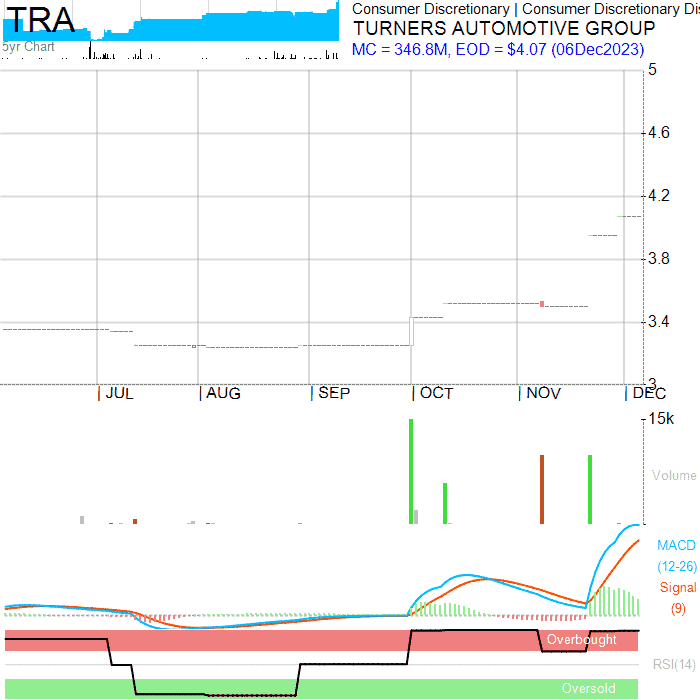 TRA
5yr Chart
Consumer Discretionary | Consumer Discretionary Dis
TURNERS AUTOMOTIVE GROUP
MC = 346.8M, EOD = $4.07 (06Dec2023)
5
4.6
4.2
3.8
3.4
3
JUL
AUG
SEP
OCT
NOV
DEC
15k
Volume
MACD
(12-26)
Signal
(9)
Overbought
RSI(14)
Oversold